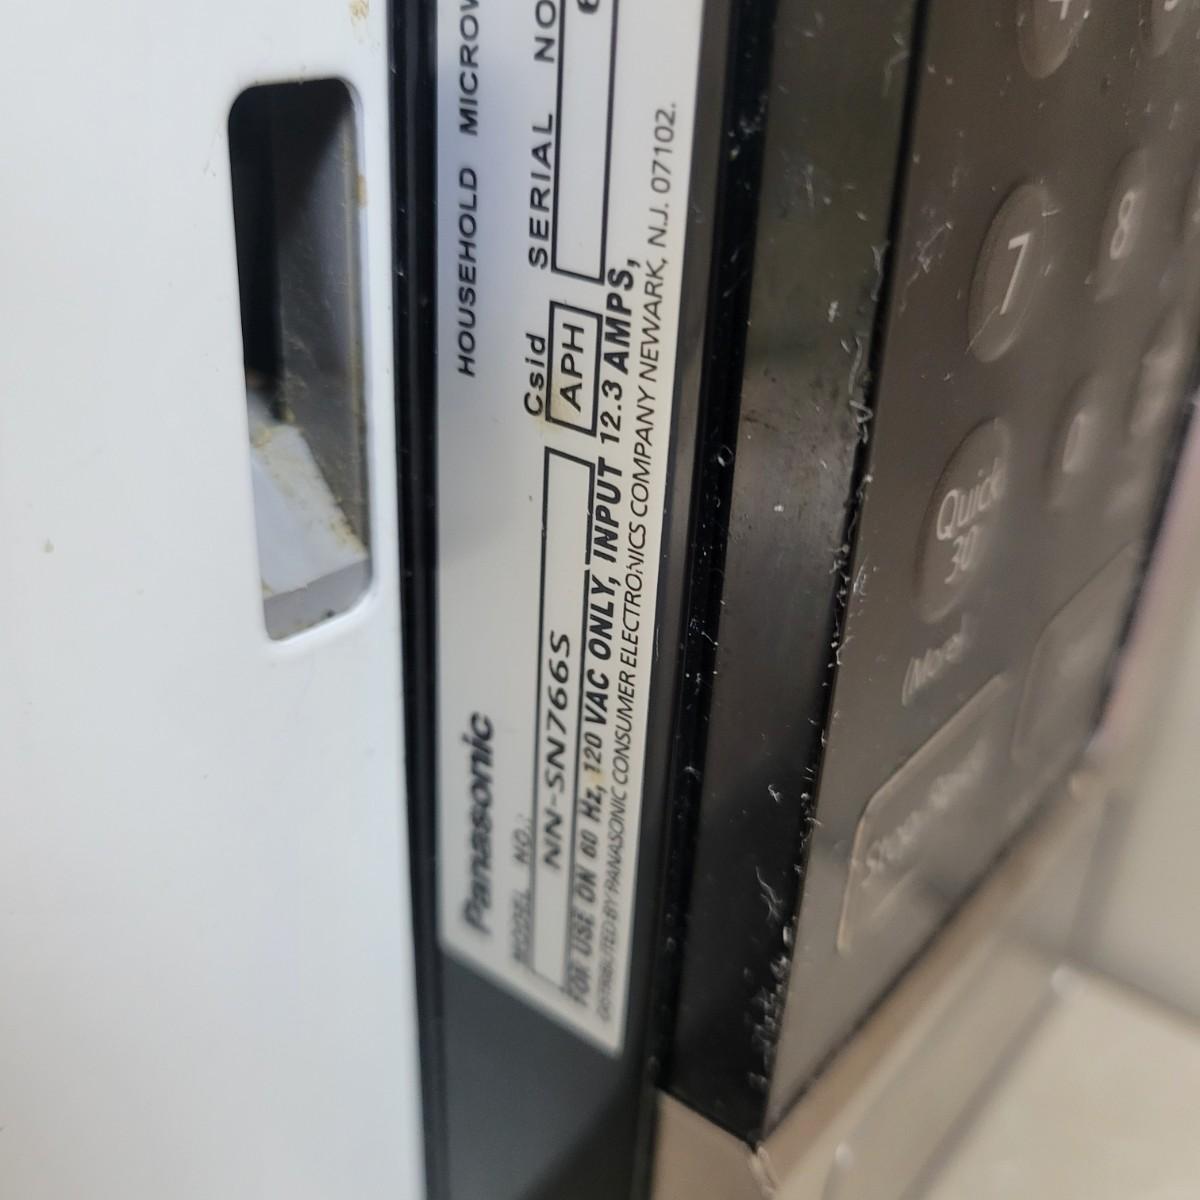 Panasonic
HOUSEHOLD MICROW
MODEL NO.:
Csid
SERIAL NO
NN-SN766S
APH
FOR USE ON 60 Hz, 120 VAC ONLY, INPUT 12.3 AMPS,
DISTRIBUTED BY PANASONIC CONSUMER ELECTRONICS COMPANY NEWARK, N.J. 07102.
7
8
Quick
30
(More)